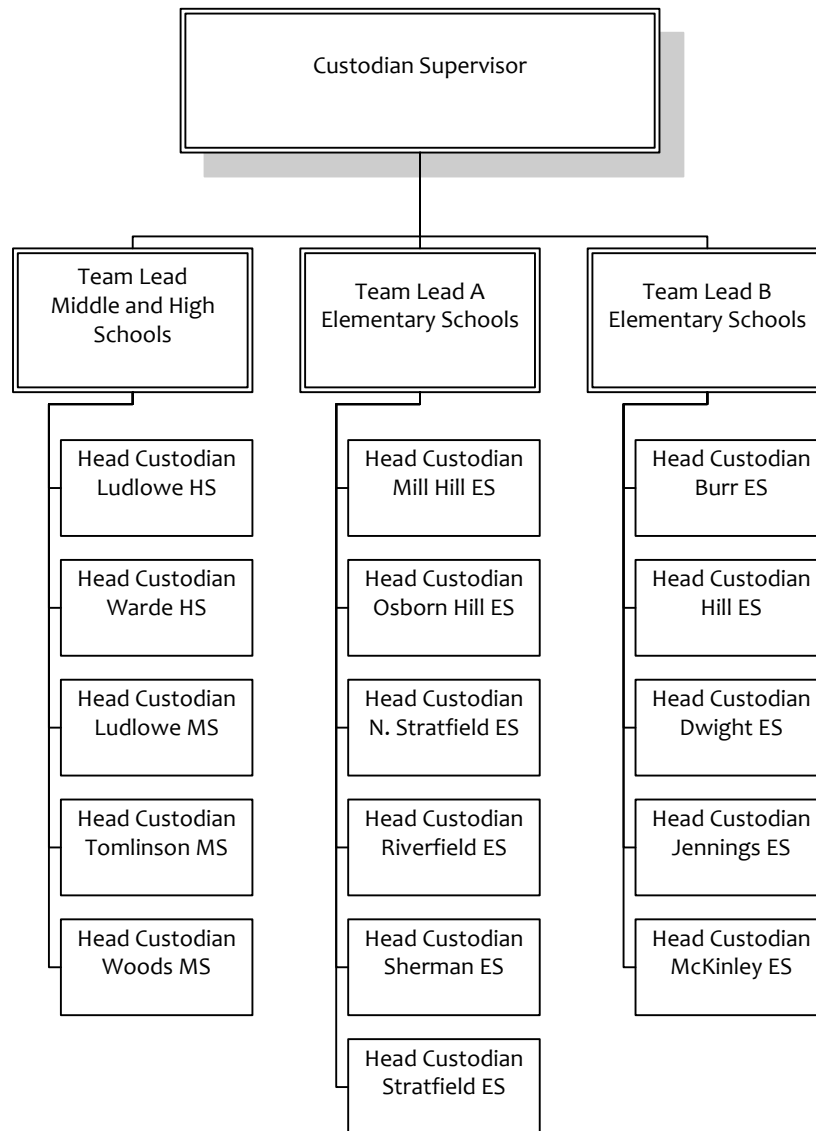 Custodian Supervisor
Team Lead
Middle and High
Schools
Team Lead A
Elementary Schools
Team Lead B
Elementary Schools
Head Custodian
Ludlowe HS
Head Custodian
Warde HS
Head Custodian
Ludlowe MS
Head Custodian
Tomlinson MS
Head Custodian
Woods MS
Head Custodian
Mill Hill ES
Head Custodian
Osborn Hill ES
Head Custodian
N. Stratfield ES
Head Custodian
Riverfield ES
Head Custodian
Sherman ES
Head Custodian
Stratfield ES
Head Custodian
Burr ES
Head Custodian
Hill ES
Head Custodian
Dwight ES
Head Custodian
Jennings ES
Head Custodian
McKinley ES